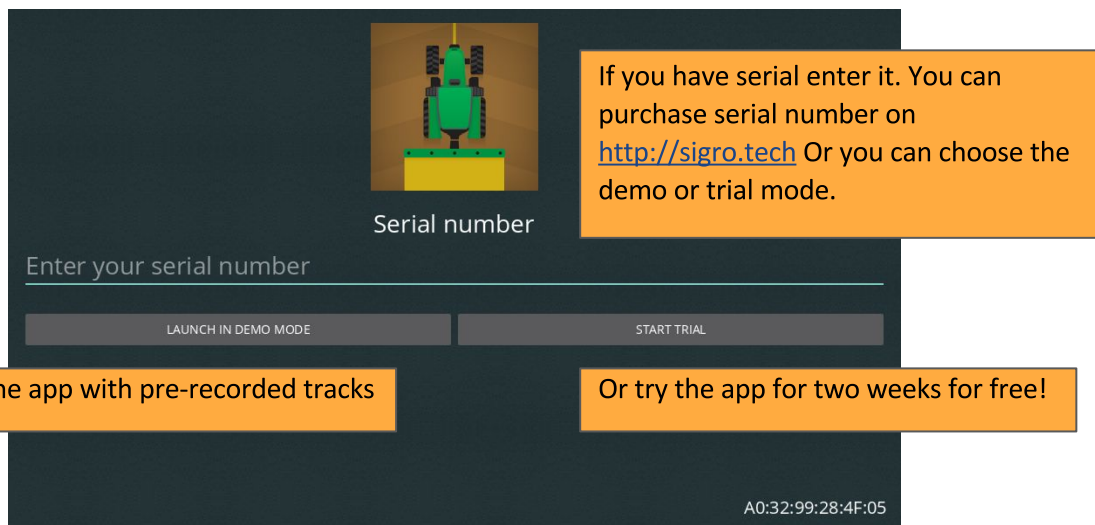 If you have serial enter it. You can
purchase serial number on
http://sigro.tech Or you can choose the
demo or trial mode.
Serial number
Enter your serial number
LAUNCH IN DEMO MODE
START TRIAL
app with pre-recorded tracks
Or try the app for two weeks for free!
A0:32:99:28:4F:05